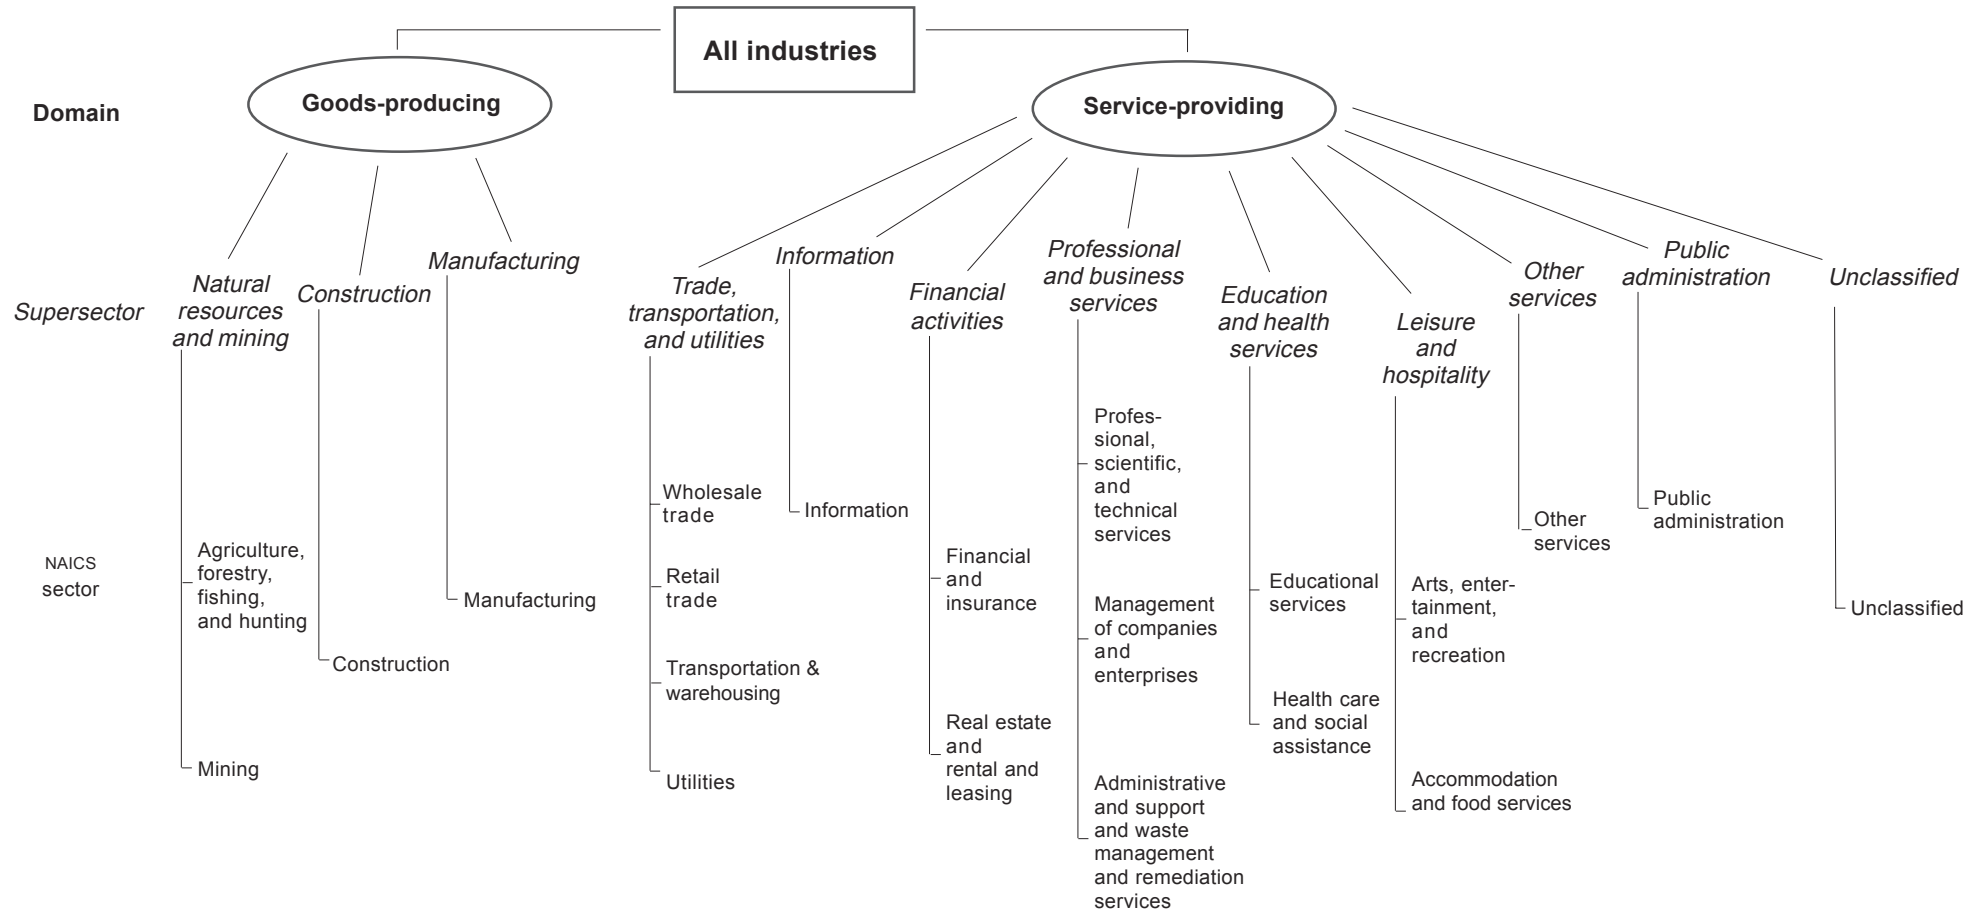 All industries
Domain
Goods-producing
Service-providing
Supersector
Natural
resources
and mining
Construction
Manufacturing
Trade,
transportation,
and utilities
Information
Financial
activities
Professional
and business
services
Education
and health
services
Leisure
and
hospitality
Other
services
Public
administration
Unclassified
NAICS
sector
Agriculture,
forestry,
fishing,
and hunting
Mining
Construction
Manufacturing
Wholesale
trade
Retail
trade
Transportation &
warehousing
Utilities
Information
Financial
and
insurance
Real estate
and
rental and
leasing
Profes-
sional,
scientific,
and
technical
services
Management
of companies
and
enterprises
Administrative
and support
and waste
management
and remediation
services
Educational
services
Health care
and social
assistance
Arts, enter-
tainment,
and
recreation
Accommodation
and food services
Other
services
Public
administration
Unclassified